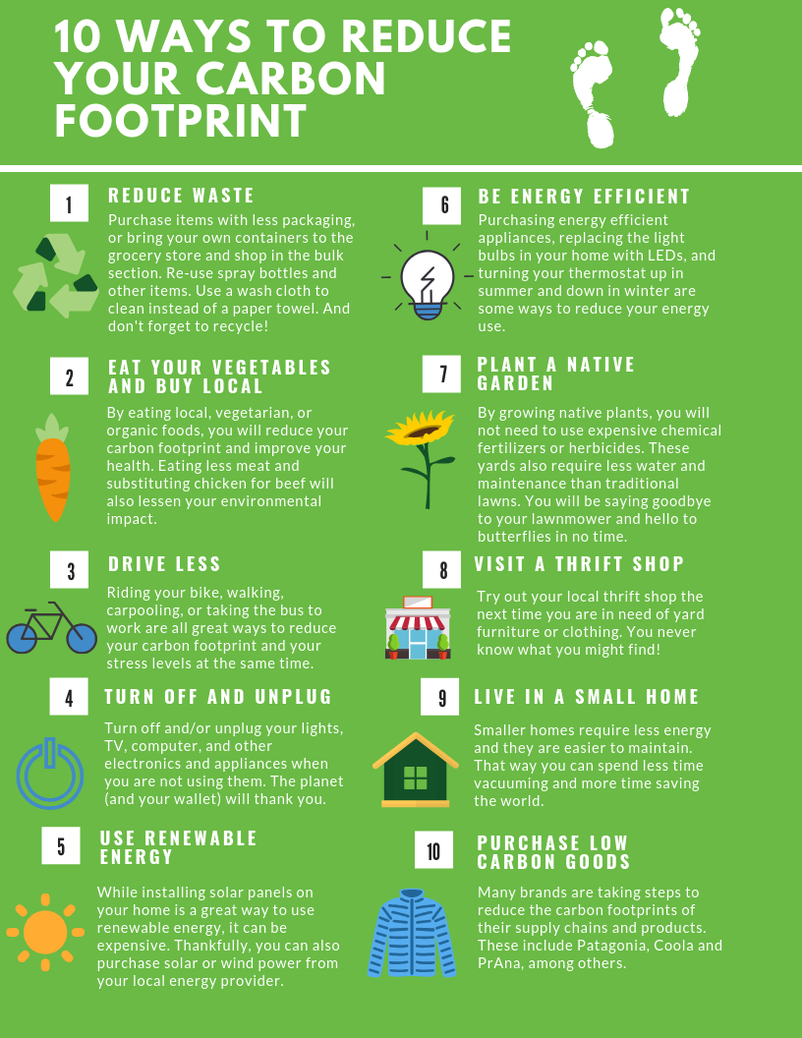 10 WAYS TO REDUCE
YOUR CARBON
FOOTPRINT
1
REDUCE WASTE
Purchase items with less packaging,
or bring your own containers to the
grocery store and shop in the bulk
section. Re-use spray bottles and
other items. Use a wash cloth to
clean instead of a paper towel. And
don't forget to recycle!
2
EAT YOUR VEGETABLES
AND BUY LOCAL
By eating local, vegetarian, or
organic foods, you will reduce your
carbon footprint and improve your
health. Eating less meat and
substituting chicken for beef will
also lessen your environmental
impact.
3
DRIVE LESS
Riding your bike, walking,
carpooling, or taking the bus to
work are all great ways to reduce
your carbon footprint and your
stress levels at the same time.
4
TURN OFF AND UNPLUG
Turn off and/or unplug your lights,
TV, computer, and other
electronics and appliances when
you are not using them. The planet
(and your wallet) will thank you.
5
USE RENEWABLE
ENERGY
While installing solar panels on
your home is a great way to use
renewable energy, it can be
expensive. Thankfully, you can also
purchase solar or wind power from
your local energy provider.
6
BE ENERGY EFFICIENT
Purchasing energy efficient
appliances, replacing the light
bulbs in your home with LEDs, and
turning your thermostat up in
summer and down in winter are
some ways to reduce your energy
use.
7
PLANT A NATIVE
GARDEN
By growing native plants, you will
not need to use expensive chemical
fertilizers or herbicides. These
yards also require less water and
maintenance than traditional
lawns. You will be saying goodbye
to your lawnmower and hello to
butterflies in no time.
8
VISIT A THRIFT SHOP
Try out your local thrift shop the
next time you are in need of yard
furniture or clothing. You never
know what you might find!
9
LIVE IN A SMALL HOME
Smaller homes require less energy
and they are easier to maintain.
That way you can spend less time
vacuuming and more time saving
the world.
10
PURCHASE LOW
CARBON GOODS
Many brands are taking steps to
reduce the carbon footprints of
their supply chains and products.
These include Patagonia, Coola and
PrAna, among others.